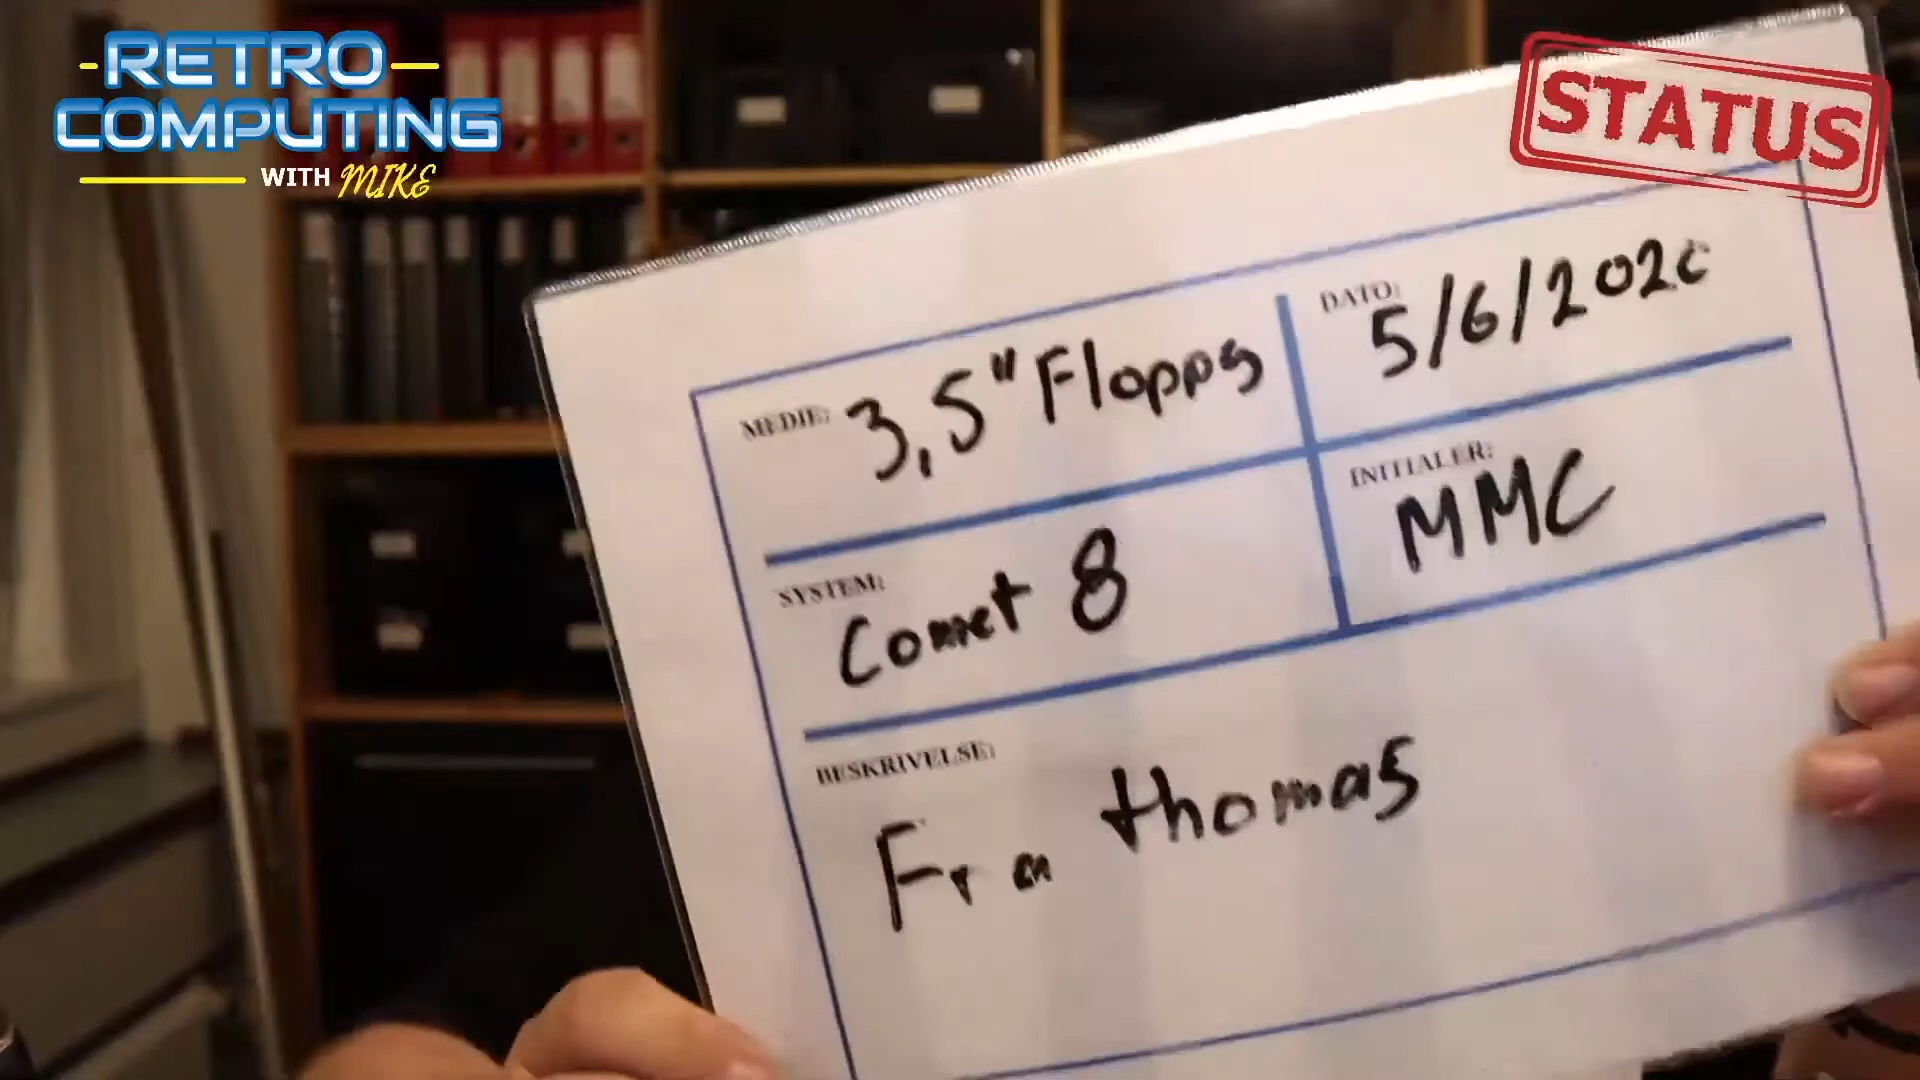 RETRO
COMPUTING
WITH MIKE
STATUS
MEDIE: 3,5" Floppy
DATO: 5/6/2020
SYSTEM: Comet 8
INITIALER: MMC
BESKRIVELSE:
Fra thomas